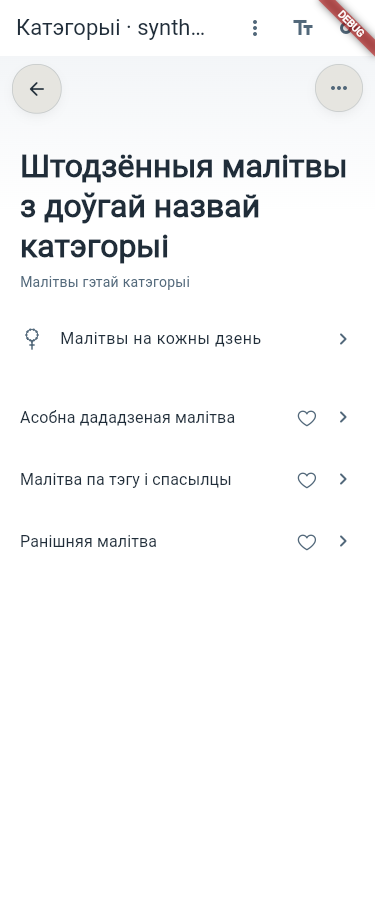 Катэгорыі · synth…
DEBUG
Штодзённыя малітвы
з доўгай назвай
катэгорыі
Малітвы гэтай катэгорыі
Малітвы на кожны дзень
Асобна дададзеная малітва
Малітва па тэгу і спасылцы
Ранішняя малітва